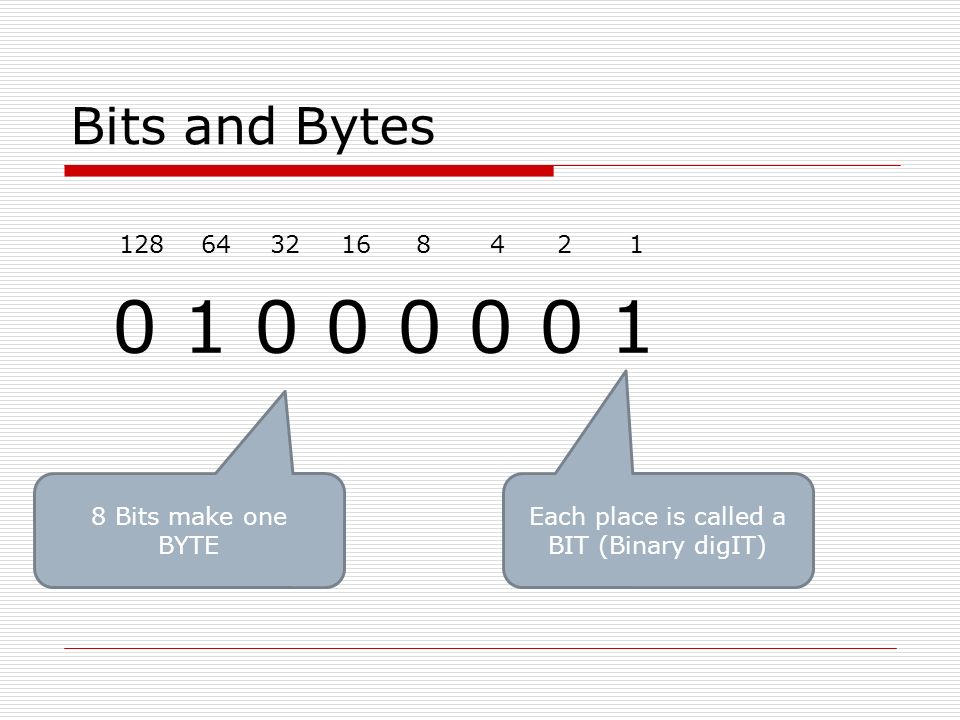 Bits and Bytes
128 64 32 16 8 4 2 1
0 1 0 0 0 0 0 1
8 Bits make one
BYTE
Each place is called a
BIT (Binary digIT)